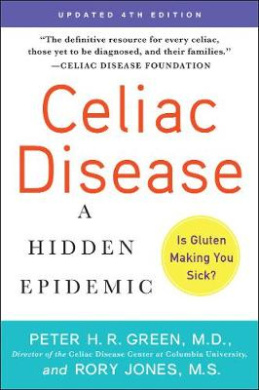 UPDATED 4TH EDITION
"The definitive resource for every celiac,
those yet to be diagnosed, and their families."
—CELIAC DISEASE FOUNDATION
Celiac
Disease
A
HIDDEN
EPIDEMIC
Is Gluten
Making You
Sick?
PETER H. R. GREEN, M.D.,
Director of the Celiac Disease Center at Columbia University,
and RORY JONES, M.S.